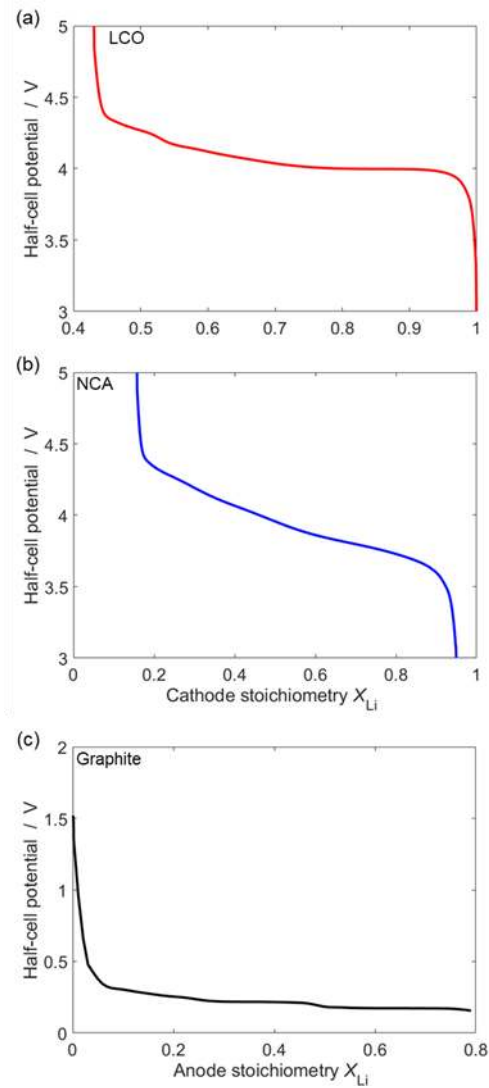 (a)
LCO
5
4.5
4
3.5
3
Half-cell potential / V
0.4 0.5 0.6 0.7 0.8 0.9 1
(b)
NCA
5
4.5
4
3.5
3
Half-cell potential / V
0 0.2 0.4 0.6 0.8 1
Cathode stoichiometry X_Li
(c)
Graphite
2
1.5
1
0.5
0
Half-cell potential / V
0 0.2 0.4 0.6 0.8
Anode stoichiometry X_Li